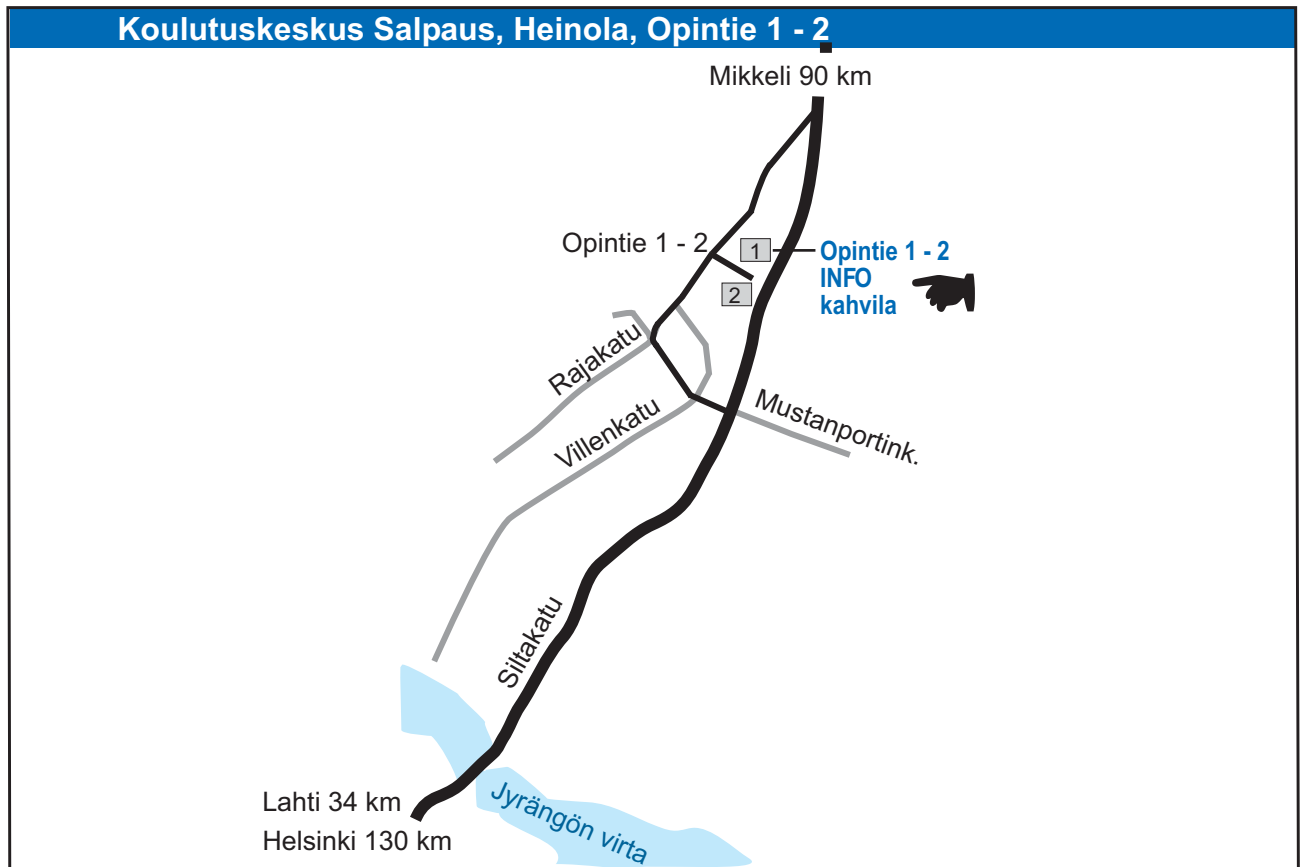 Koulutuskeskus Salpaus, Heinola, Opintie 1 - 2
Mikkeli 90 km
Opintie 1 - 2
1
Opintie 1 - 2
INFO
kahvila
2
Rajakatu
Villenkatu
Mustanportink.
Siltakatu
Lahti 34 km
Helsinki 130 km
Jyrängön virta